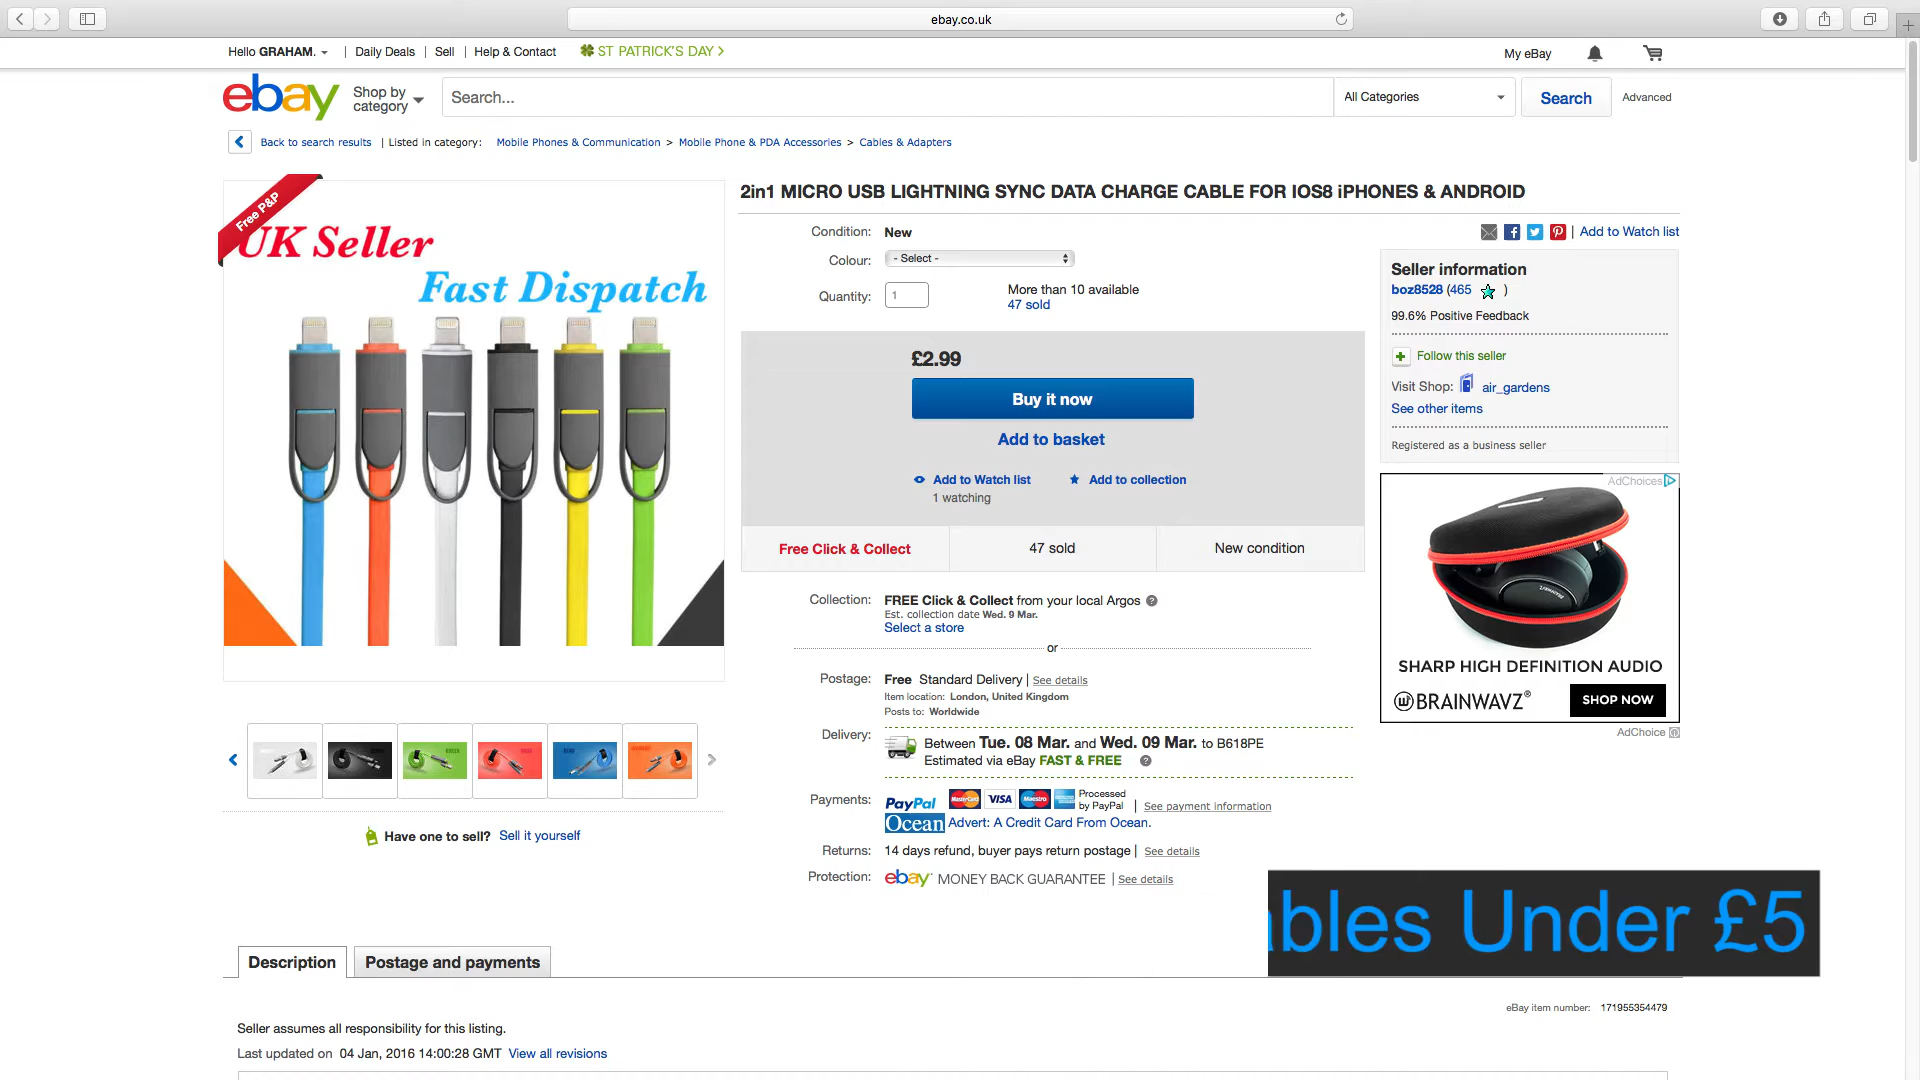 ebay.co.uk
Hello GRAHAM. | Daily Deals | Sell | Help & Contact ST PATRICK'S DAY
My eBay
ebay
Shop by category
Search...
All Categories
Search
Advanced
Back to search results | Listed in category: Mobile Phones & Communication > Mobile Phone & PDA Accessories > Cables & Adapters
Free P&P
UK Seller
Fast Dispatch
2in1 MICRO USB LIGHTNING SYNC DATA CHARGE CABLE FOR IOS8 iPHONES & ANDROID
Condition: New
Colour: - Select -
Quantity: 1
More than 10 available
47 sold
£2.99
Buy it now
Add to basket
Add to Watch list
1 watching
Add to collection
Free Click & Collect
47 sold
New condition
Collection: FREE Click & Collect from your local Argos
Est. collection date Wed. 9 Mar.
Select a store
or
Postage: Free Standard Delivery | See details
Item location: London, United Kingdom
Posts to: Worldwide
Delivery: Between Tue. 08 Mar. and Wed. 09 Mar. to B618PE
Estimated via eBay FAST & FREE
Payments: PayPal MasterCard VISA Maestro Processed by PayPal | See payment information
Ocean Advert: A Credit Card From Ocean.
Returns: 14 days refund, buyer pays return postage | See details
Protection: ebay MONEY BACK GUARANTEE | See details
| Add to Watch list
Seller information
boz8528 (465 )
99.6% Positive Feedback
Follow this seller
Visit Shop: air_gardens
See other items
Registered as a business seller
AdChoices
SHARP HIGH DEFINITION AUDIO
BRAINWAVZ®
SHOP NOW
AdChoice
Have one to sell? Sell it yourself
ables Under £5
Description
Postage and payments
eBay item number: 171955354479
Seller assumes all responsibility for this listing.
Last updated on 04 Jan, 2016 14:00:28 GMT View all revisions